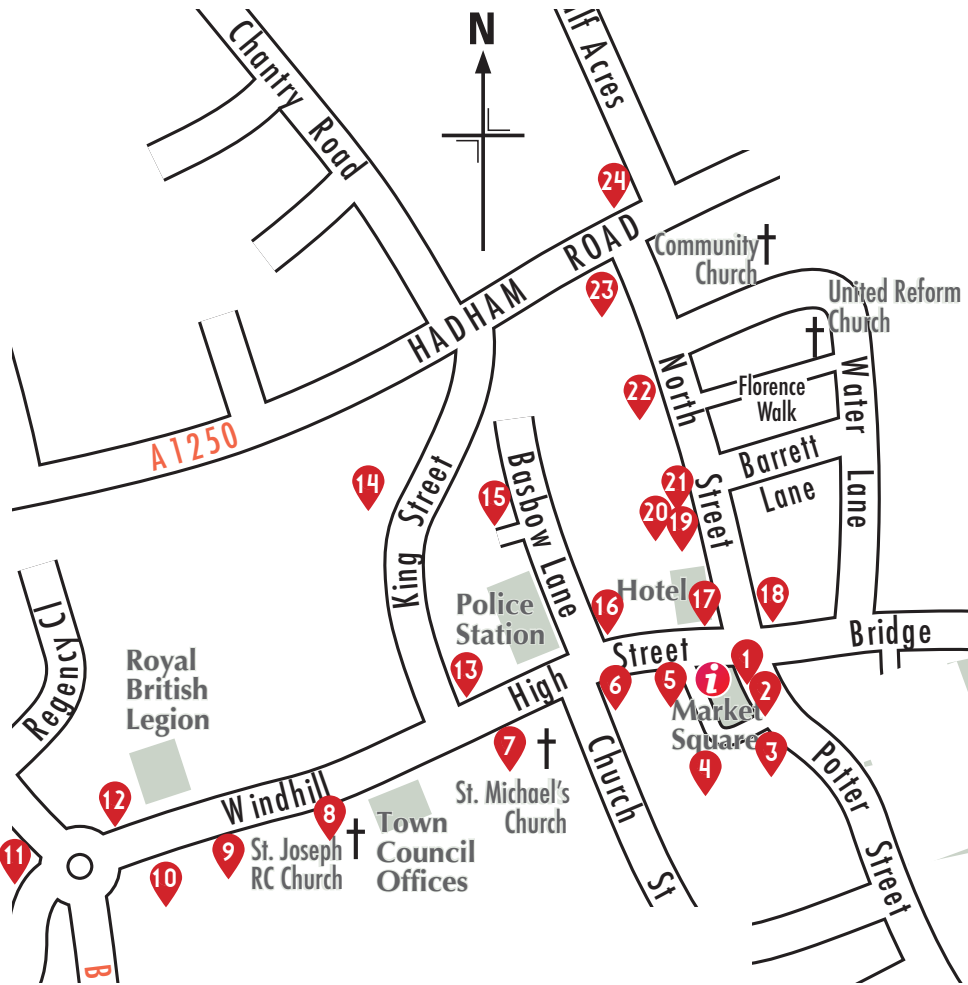 N
lf Acres
Chantry Road
24
HADHAM ROAD
Community
Church
23
United Reform
Church
22
North Street
Florence
Walk
Water Lane
Barrett
Lane
A1250
14
King Street
15
Basbow Lane
21
20
19
Hotel
17
18
16
Police
Station
Regency Cl
Royal
British
Legion
13
High Street
Bridge
6
5
i
1
2
Market
Square
3
4
Potter Street
7
St. Michael's
Church
Church St
12
Windhill
8
Town
Council
Offices
9
St. Joseph
RC Church
10
11
B